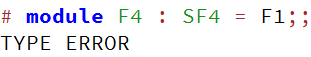 # module F4 : SF4 = F1;;
TYPE ERROR